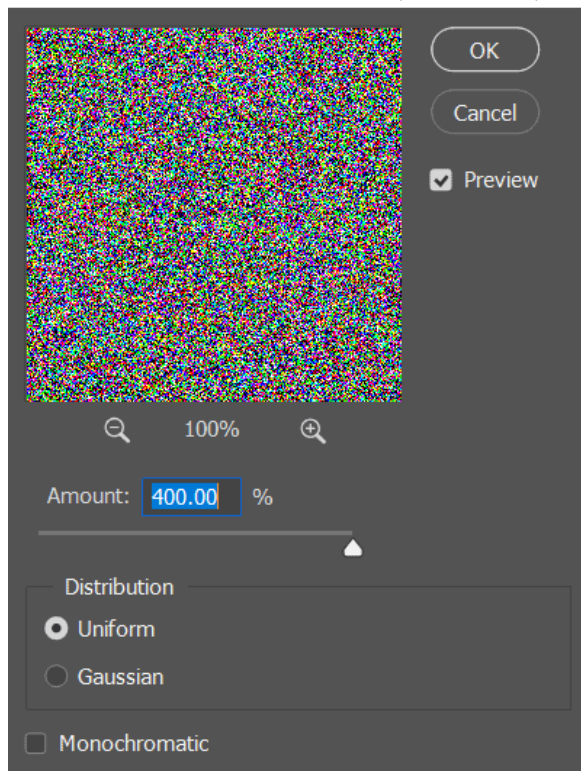 OK
Cancel
Preview
100%
Amount: 400.00 %
Distribution
Uniform
Gaussian
Monochromatic